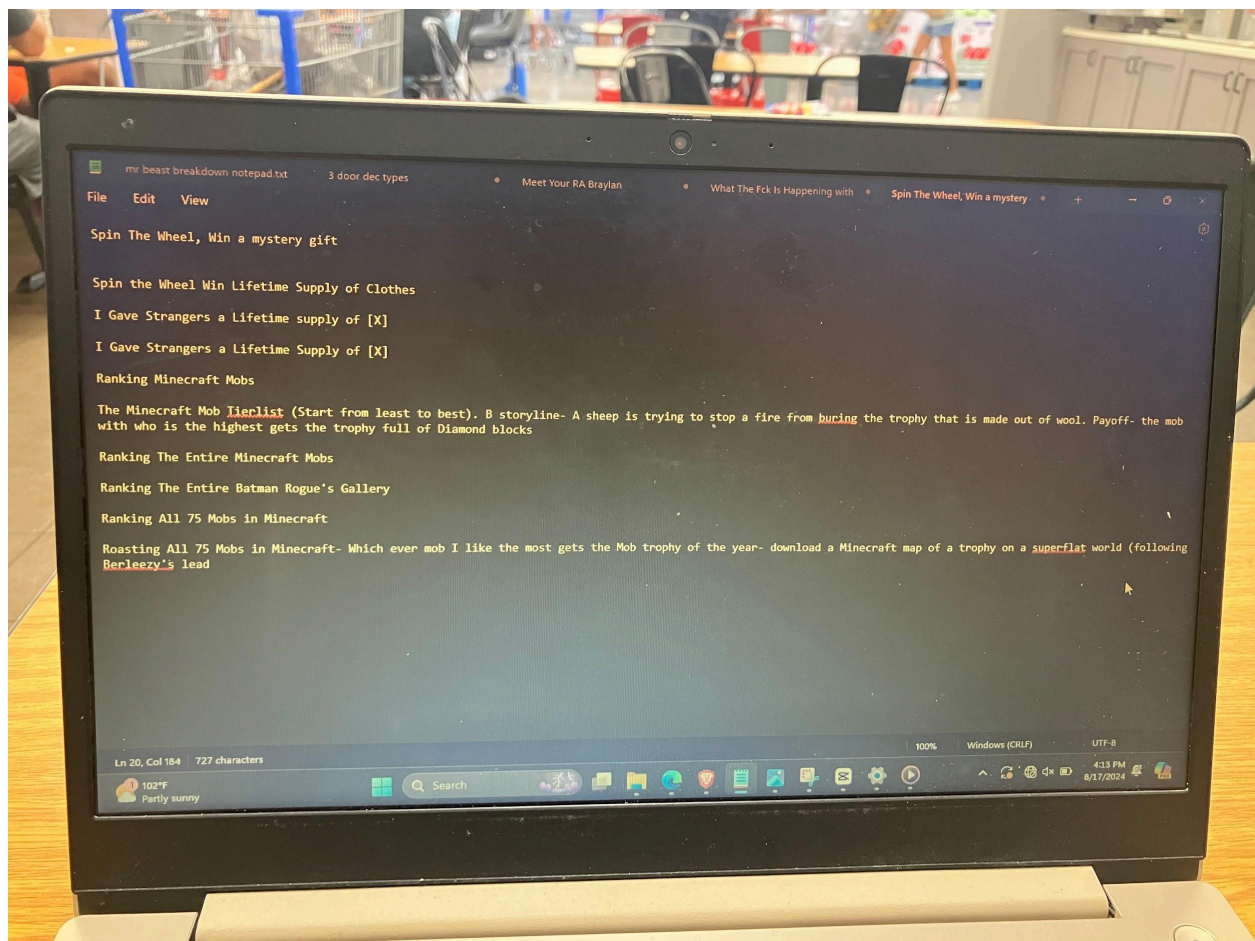 mr beast breakdown notepad.txt 3 door dec types Meet Your RA Braylan What The Fck Is Happening with Spin The Wheel, Win a mystery
File Edit View
Spin The Wheel, Win a mystery gift
Spin the Wheel Win Lifetime Supply of Clothes
I Gave Strangers a Lifetime supply of [X]
I Gave Strangers a Lifetime Supply of [X]
Ranking Minecraft Mobs
The Minecraft Mob Tierlist (Start from least to best). B storyline- A sheep is trying to stop a fire from buring the trophy that is made out of wool. Payoff- the mob
with who is the highest gets the trophy full of Diamond blocks
Ranking The Entire Minecraft Mobs
Ranking The Entire Batman Rogue's Gallery
Ranking All 75 Mobs in Minecraft
Roasting All 75 Mobs in Minecraft- Which ever mob I like the most gets the Mob trophy of the year- download a Minecraft map of a trophy on a superflat world (following
Berleezy's lead
Ln 20, Col 184 727 characters 100% Windows (CRLF) UTF-8
1 102°F
Partly sunny
Search
4:13 PM
8/17/2024